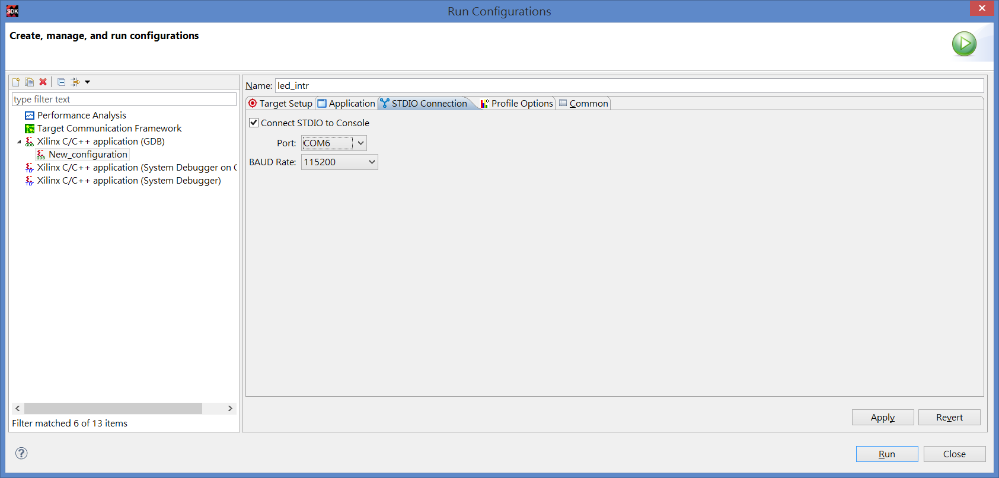 SDK
Run Configurations
Create, manage, and run configurations
type filter text
Performance Analysis
Target Communication Framework
Xilinx C/C++ application (GDB)
New_configuration
Xilinx C/C++ application (System Debugger on
Xilinx C/C++ application (System Debugger)
Filter matched 6 of 13 items
Name: led_intr
Target Setup Application STDIO Connection Profile Options Common
Connect STDIO to Console
Port: COM6
BAUD Rate: 115200
Apply Revert
Run Close